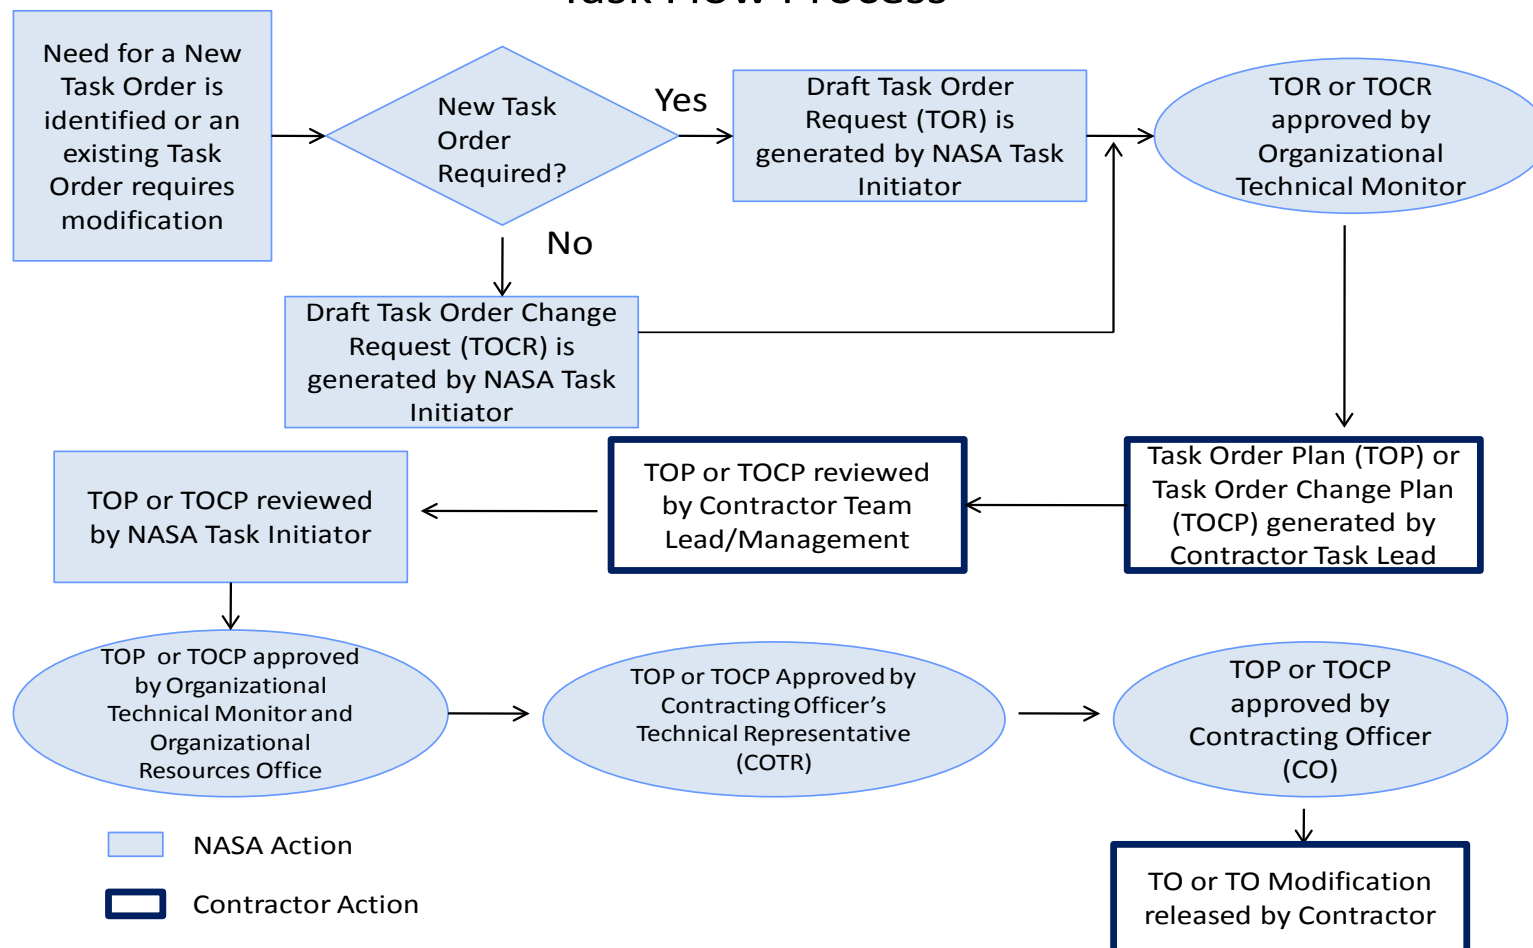 Task Flow Process
Need for a New
Task Order is
identified or an
existing Task
Order requires
modification
New Task
Order
Required?
Yes
No
Draft Task Order
Request (TOR) is
generated by NASA Task
Initiator
TOR or TOCR
approved by
Organizational
Technical Monitor
Draft Task Order Change
Request (TOCR) is
generated by NASA Task
Initiator
Task Order Plan (TOP) or
Task Order Change Plan
(TOCP) generated by
Contractor Task Lead
TOP or TOCP reviewed
by Contractor Team
Lead/Management
TOP or TOCP reviewed
by NASA Task Initiator
TOP or TOCP approved
by Organizational
Technical Monitor and
Organizational
Resources Office
TOP or TOCP Approved by
Contracting Officer’s
Technical Representative
(COTR)
TOP or TOCP
approved by
Contracting Officer
(CO)
TO or TO Modification
released by Contractor
NASA Action
Contractor Action